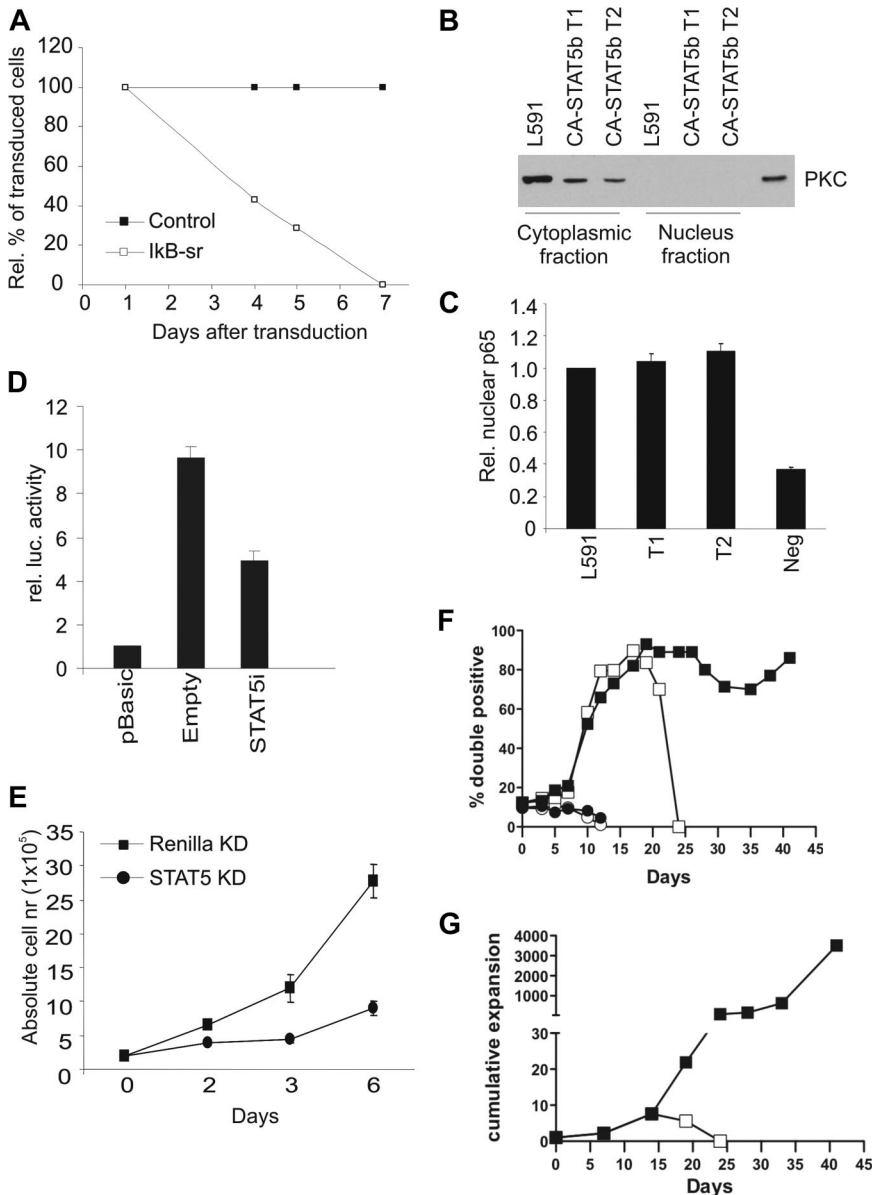 A
Rel. % of transduced cells
120
100
80
60
40
20
0
Control
IkB-sr
0 1 2 3 4 5 6 7
Days after transduction
B
L591
CA-STAT5b T1
CA-STAT5b T2
L591
CA-STAT5b T1
CA-STAT5b T2
PKC
Cytoplasmic
fraction
Nucleus
fraction
C
Rel. nuclear p65
1.4
1.2
1.0
0.8
0.6
0.4
0.2
0
L591
T1
T2
Neg
D
rel. luc. activity
12
10
8
6
4
2
0
pBasic
Empty
STAT5i
E
Absolute cell nr (1x10⁵)
35
30
25
20
15
10
5
0
Renilla KD
STAT5 KD
0 2 3 6
Days
F
% double positive
100
80
60
40
20
0
0 5 10 15 20 25 30 35 40 45
Days
G
cumulative expansion
4000
3000
2000
1000
30
20
10
0
0 5 10 15 20 25 30 35 40 45
Days